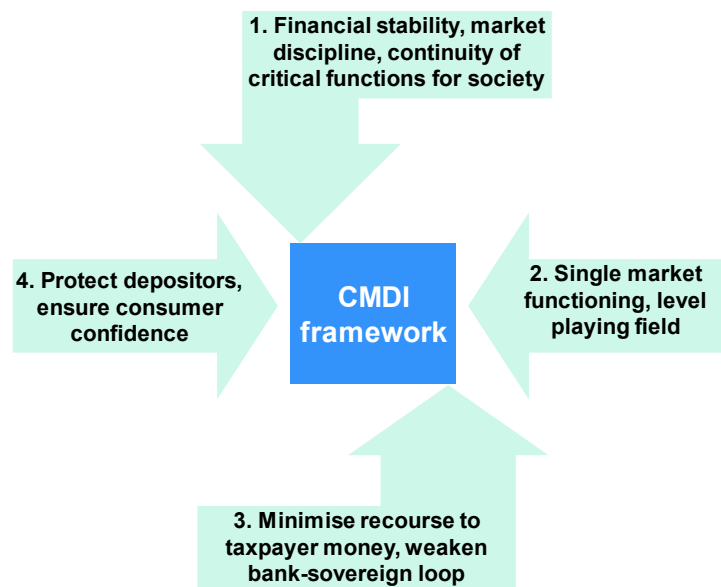 1. Financial stability, market
discipline, continuity of
critical functions for society
4. Protect depositors,
ensure consumer
confidence
CMDI
framework
2. Single market
functioning, level
playing field
3. Minimise recourse to
taxpayer money, weaken
bank-sovereign loop